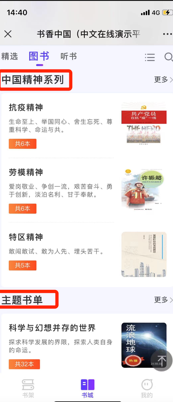 14:40
4G
书香中国（中文在线演示平
精选 图书 听书
中国精神系列
更多 >
抗疫精神
生命至上、举国同心、舍生忘死、尊
重科学、命运与共。
共6本
劳模精神
爱岗敬业、争创一流，艰苦奋斗、勇
于创新，淡泊名利、甘于奉献。
共6本
许振超
特区精神
敢闯敢试、敢为人先、埋头苦干。
共5本
主题书单
更多 >
科学与幻想并存的世界
探求科学发展的界限，探索人类自身
的命运。
共32本
流浪地球
书架
书城
我的